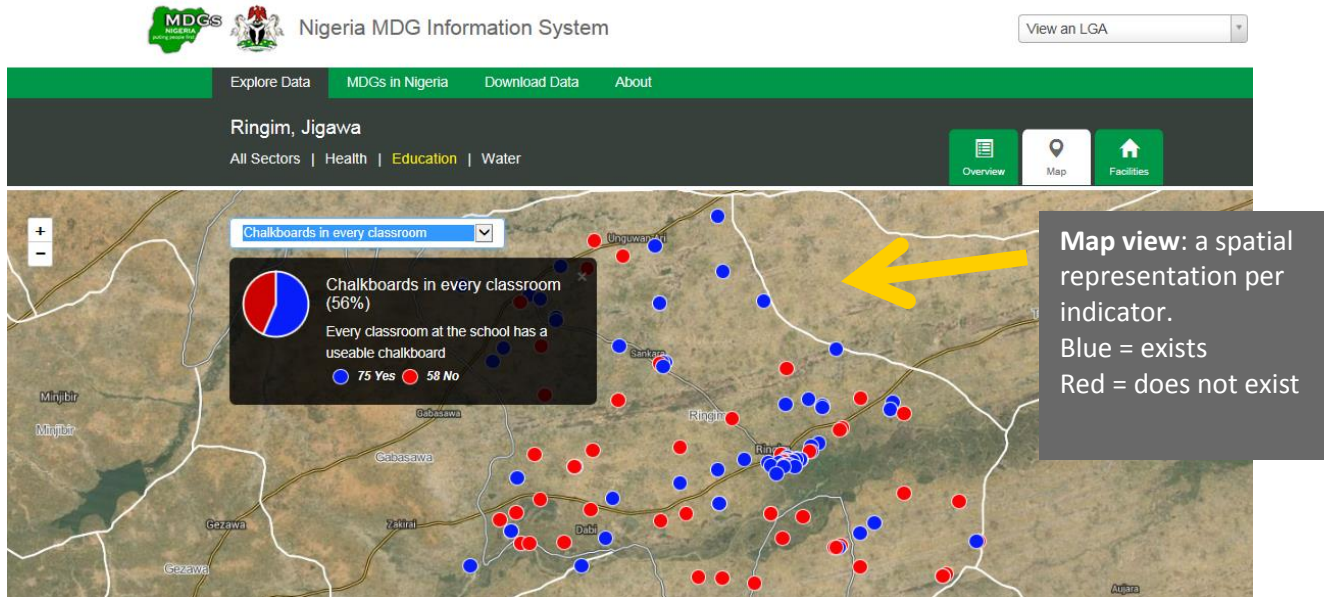 MDGs
NIGERIA
Nigeria MDG Information System
View an LGA
Explore Data MDGs in Nigeria Download Data About
Ringim, Jigawa
All Sectors | Health | Education | Water
Overview Map Facilities
+
−
Chalkboards in every classroom
Chalkboards in every classroom
(56%)
Every classroom at the school has a
useable chalkboard
75 Yes 58 No
Map view: a spatial
representation per
indicator.
Blue = exists
Red = does not exist
Sankara
Minjibir
Minjibir
Gabasawa
Ringim
Gabasawa
Gezawa
Zakirai
Dabi
Gezawa
Aujara